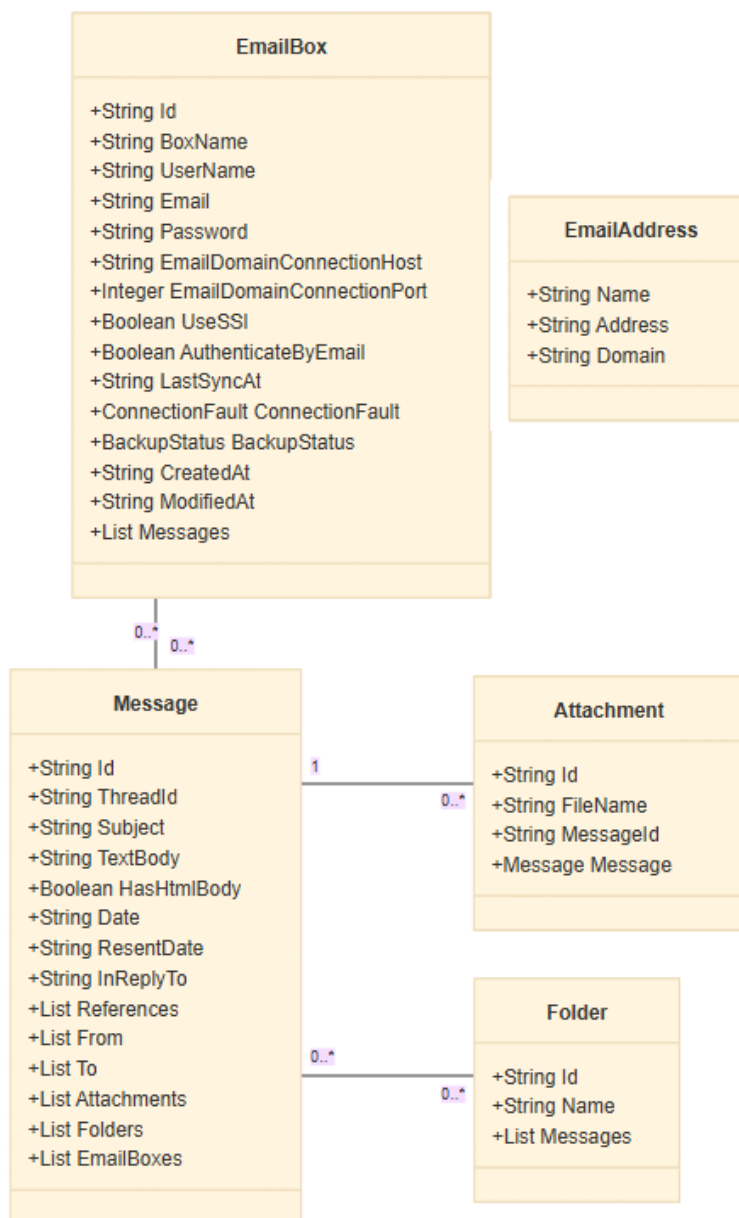 EmailBox
+String Id
+String BoxName
+String UserName
+String Email
+String Password
+String EmailDomainConnectionHost
+Integer EmailDomainConnectionPort
+Boolean UseSSl
+Boolean AuthenticateByEmail
+String LastSyncAt
+ConnectionFault ConnectionFault
+BackupStatus BackupStatus
+String CreatedAt
+String ModifiedAt
+List Messages
EmailAddress
+String Name
+String Address
+String Domain
0..*
0..*
Message
+String Id
+String ThreadId
+String Subject
+String TextBody
+Boolean HasHtmlBody
+String Date
+String ResentDate
+String InReplyTo
+List References
+List From
+List To
+List Attachments
+List Folders
+List EmailBoxes
1
0..*
Attachment
+String Id
+String FileName
+String MessageId
+Message Message
0..*
0..*
Folder
+String Id
+String Name
+List Messages